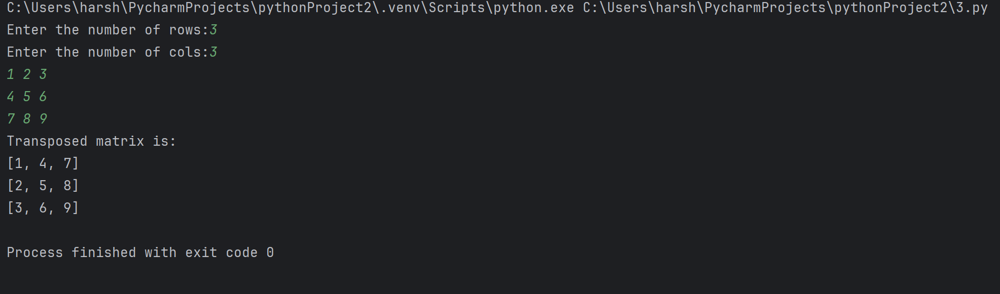 C:\Users\harsh\PycharmProjects\pythonProject2\.venv\Scripts\python.exe C:\Users\harsh\PycharmProjects\pythonProject2\3.py
Enter the number of rows:3
Enter the number of cols:3
1 2 3
4 5 6
7 8 9
Transposed matrix is:
[1, 4, 7]
[2, 5, 8]
[3, 6, 9]
Process finished with exit code 0